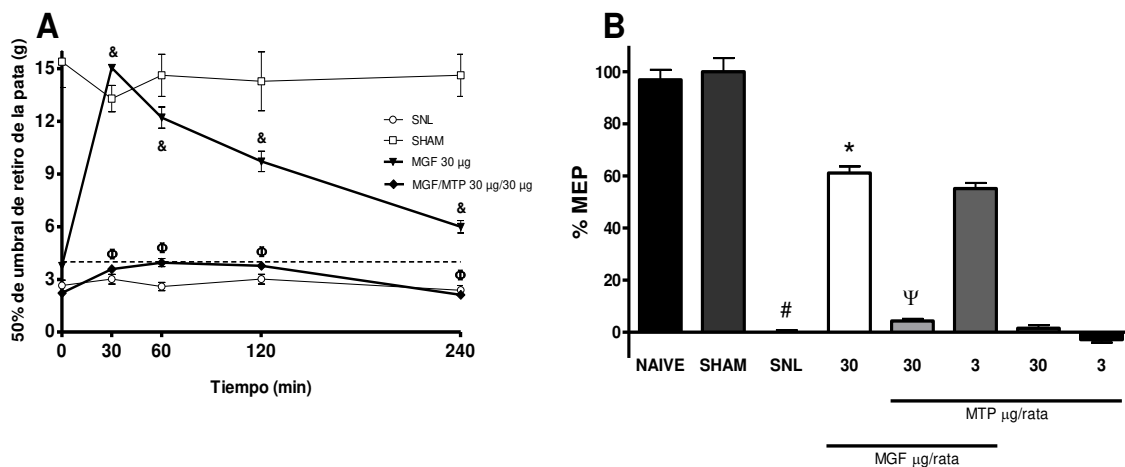 A
50% de umbral de retiro de la pata (g)
15
12
9
6
3
0
&
&
&
&
Φ
Φ
Φ
Φ
SNL
SHAM
MGF 30 µg
MGF/MTP 30 µg/30 µg
0 30 60 120 240
Tiempo (min)
B
% MEP
100
80
60
40
20
0
#
*
Ψ
NAIVE SHAM SNL 30 30 3 30 3
MTP µg/rata
MGF µg/rata